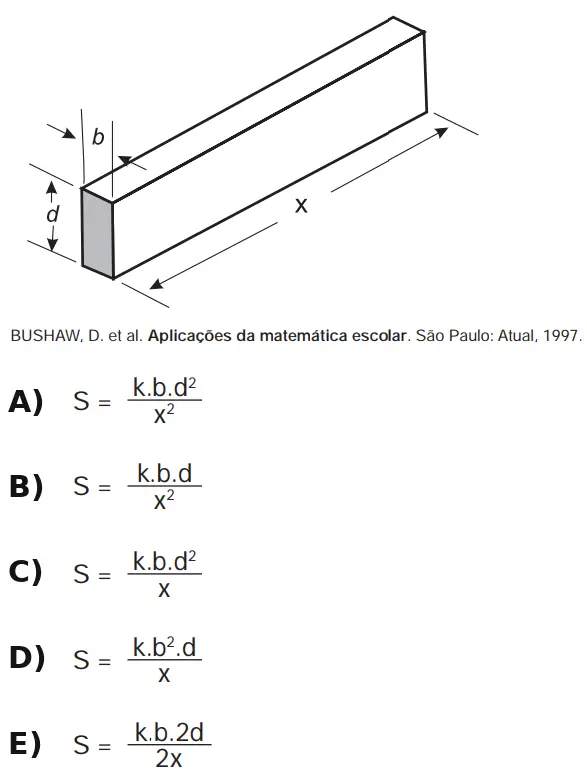 b
d
x
BUSHAW, D. et al. Aplicações da matemática escolar. São Paulo: Atual, 1997.
A) S = k.b.d²
x²
B) S = k.b.d
x²
C) S = k.b.d²
x
D) S = k.b².d
x
E) S = k.b.2d
2x